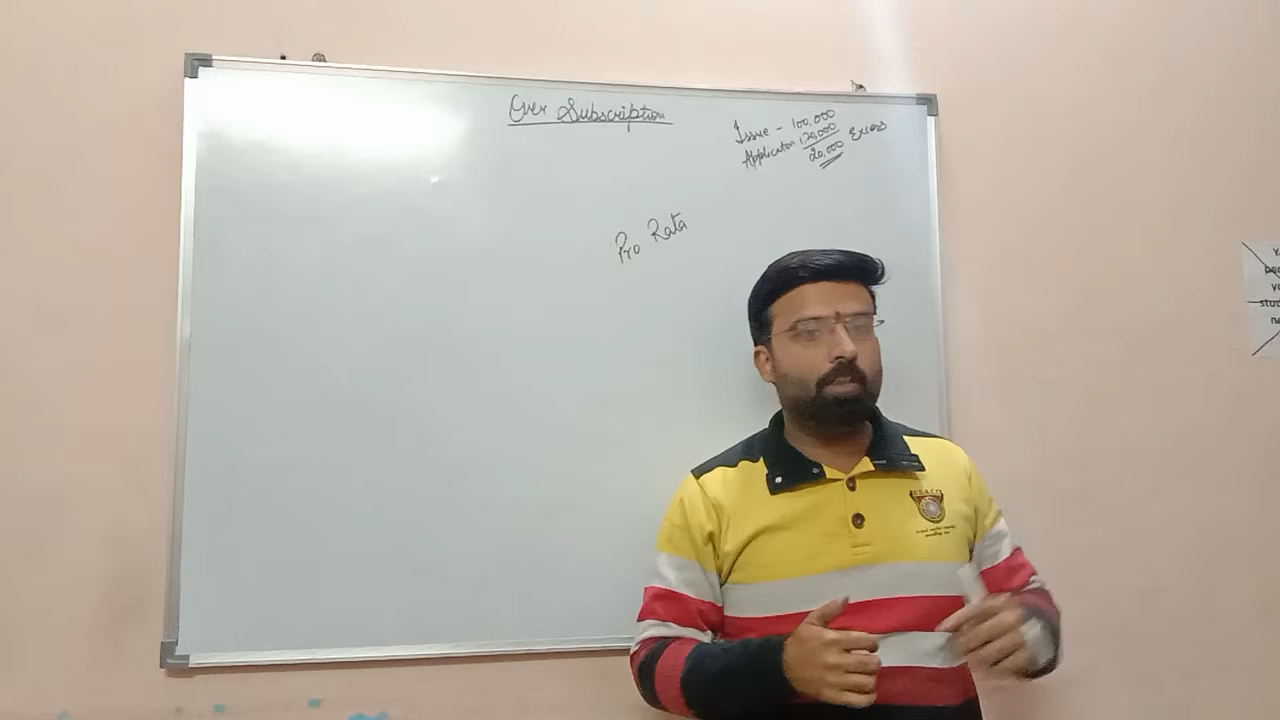 Over Subscription
Issue - 100,000
Application 120,000
20,000 Excess
Pro Rata